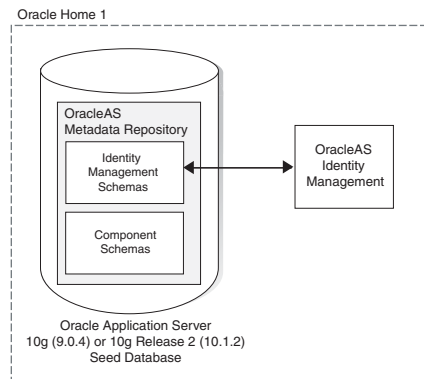 Oracle Home 1
OracleAS
Metadata Repository
Identity
Management
Schemas
Component
Schemas
OracleAS
Identity
Management
Oracle Application Server
10g (9.0.4) or 10g Release 2 (10.1.2)
Seed Database